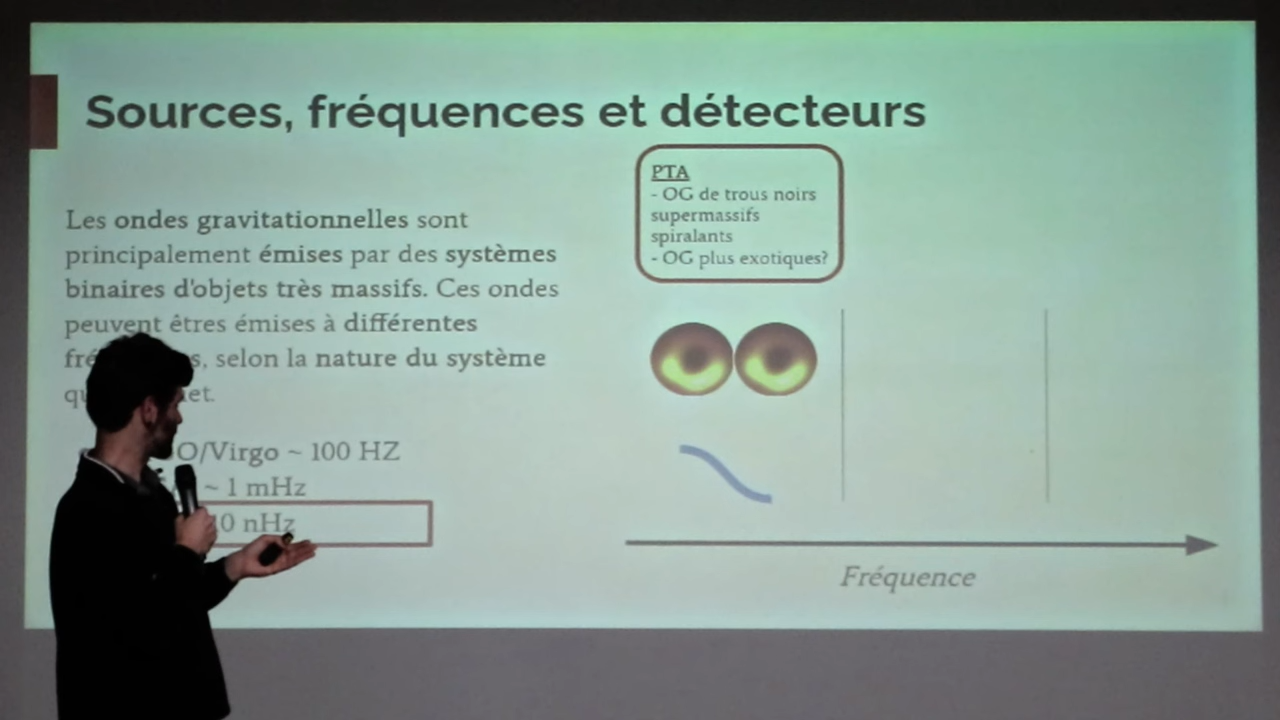 Sources, fréquences et détecteurs
PTA
- OG de trous noirs
supermassifs
spiralants
- OG plus exotiques?
Les ondes gravitationnelles sont
principalement émises par des systèmes
binaires d'objets très massifs. Ces ondes
peuvent êtres émises à différentes
selon la nature du système
O/Virgo ~ 100 HZ
~ 1 mHz
10 nHz
Fréquence